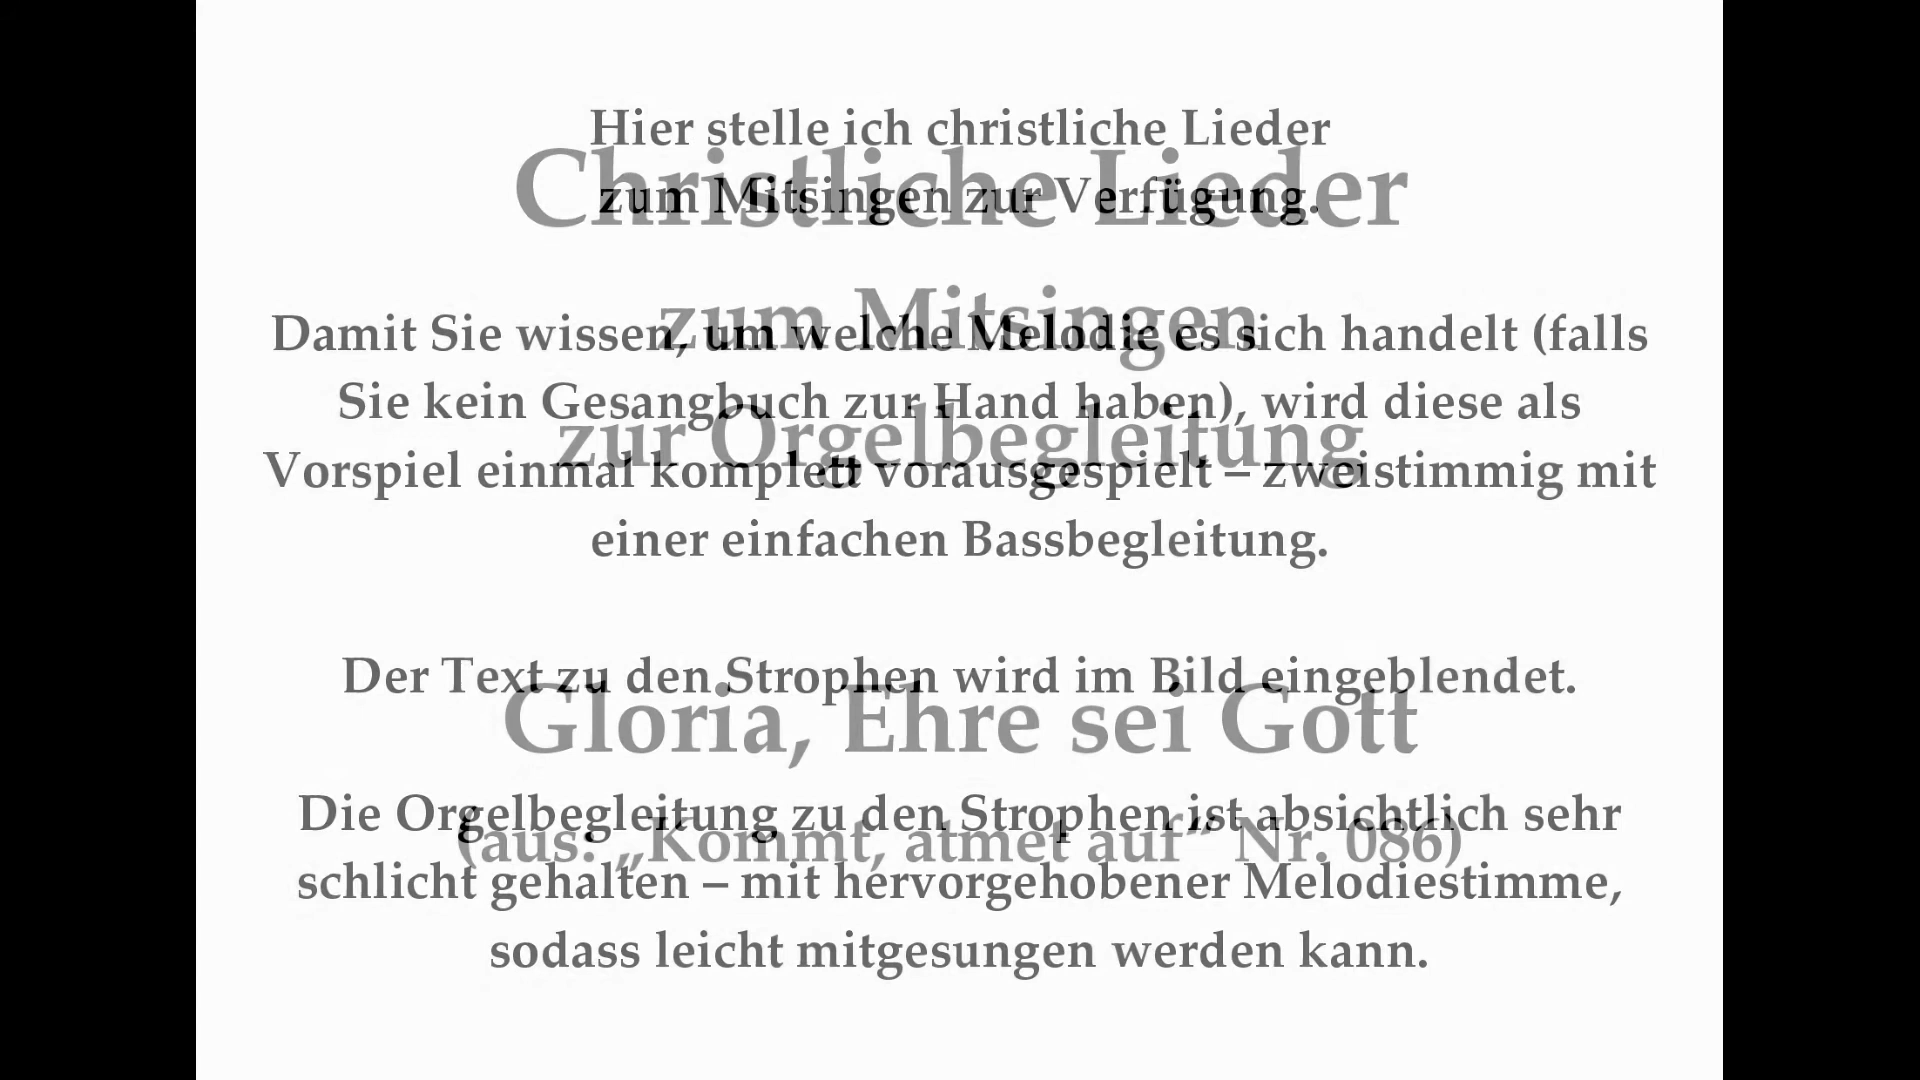 Hier stelle ich christliche Lieder
Christliche Lieder
zum Mitsingen zur Verfügung.
zum Mitsingen
Damit Sie wissen, um welche Melodie es sich handelt (falls
Sie kein Gesangbuch zur Hand haben), wird diese als
zur Orgelbegleitung
Vorspiel einmal komplett vorausgespielt – zweistimmig mit
einer einfachen Bassbegleitung.
Der Text zu den Strophen wird im Bild eingeblendet.
Gloria, Ehre sei Gott
Die Orgelbegleitung zu den Strophen ist absichtlich sehr
(aus: „Kommt, atmet auf“ Nr. 086)
schlicht gehalten – mit hervorgehobener Melodiestimme,
sodass leicht mitgesungen werden kann.